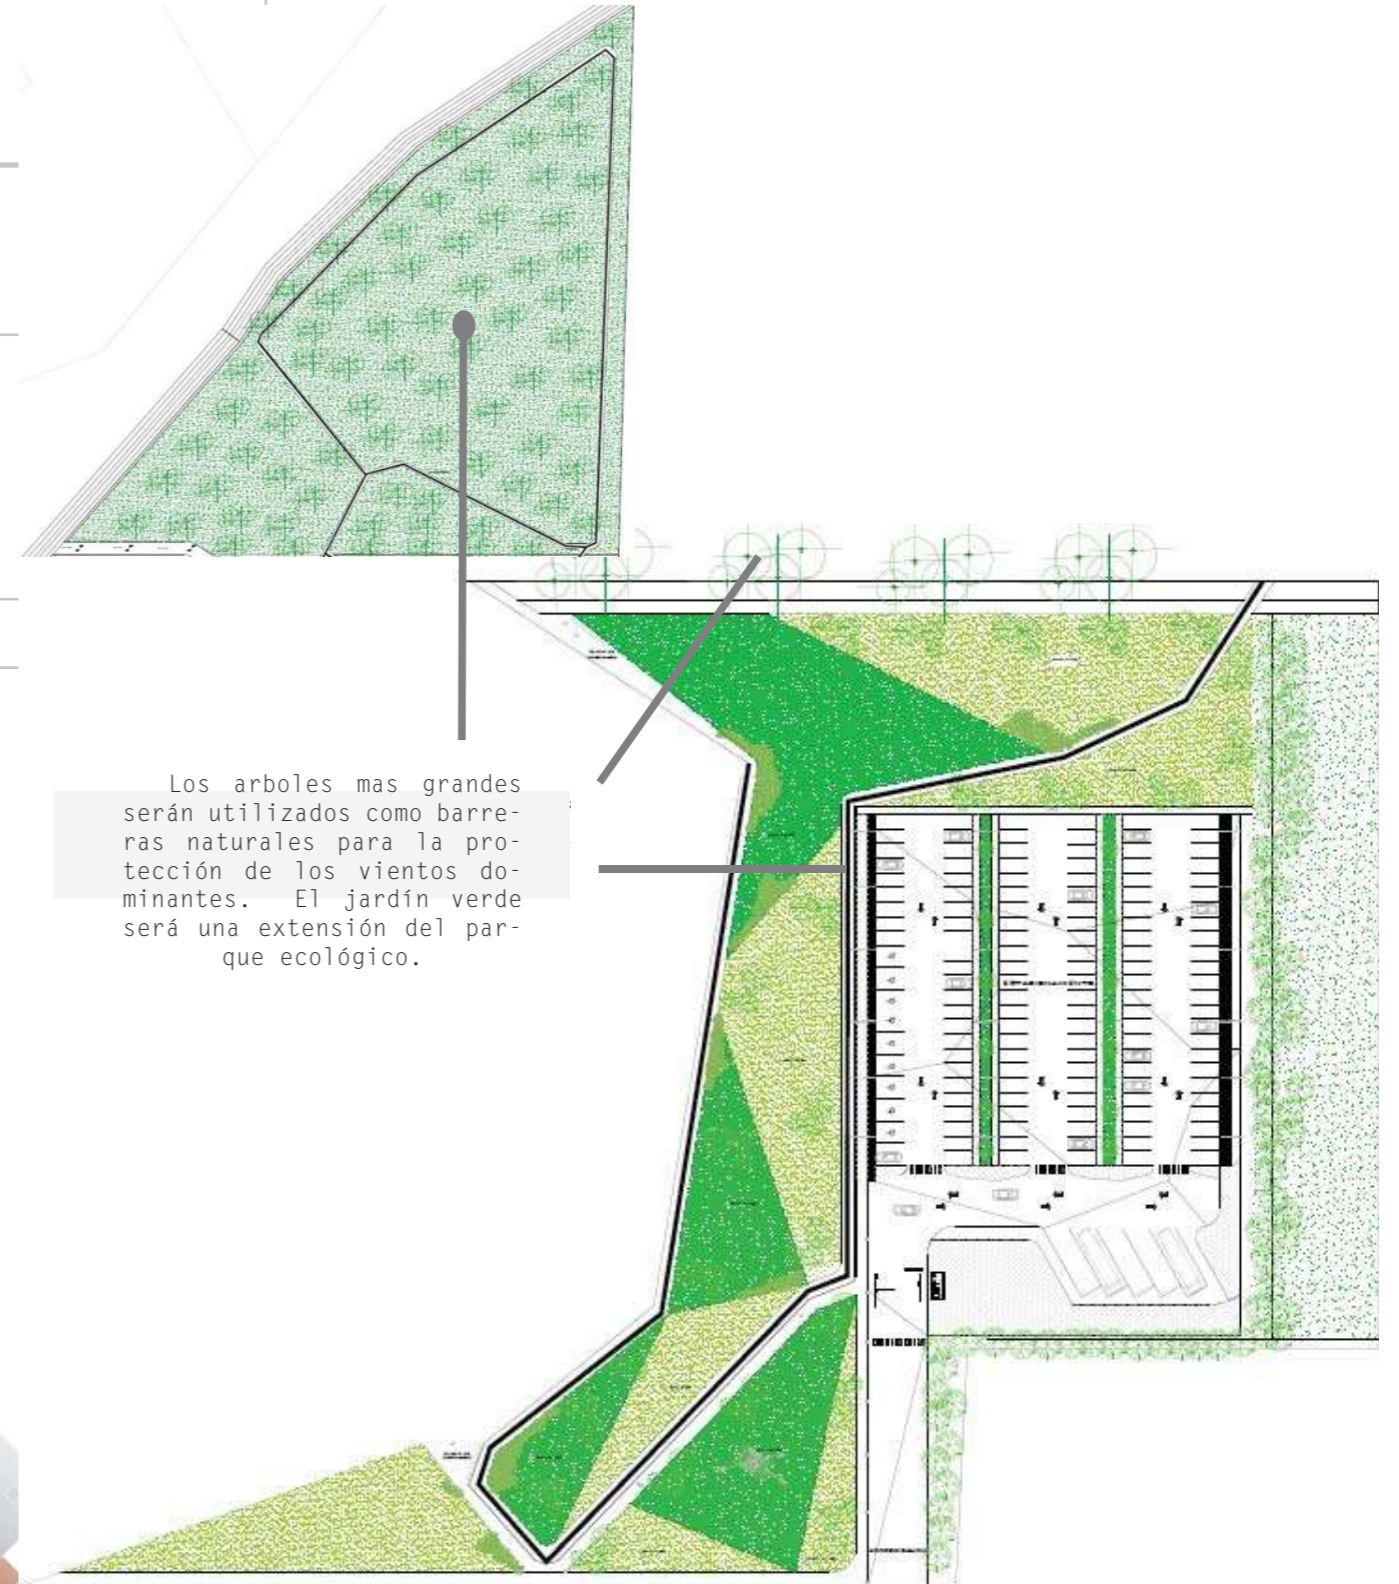 Los arboles mas grandes
serán utilizados como barre-
ras naturales para la pro-
tección de los vientos do-
minantes. El jardín verde
será una extensión del par-
que ecológico.
ESTACIONAMIENTO